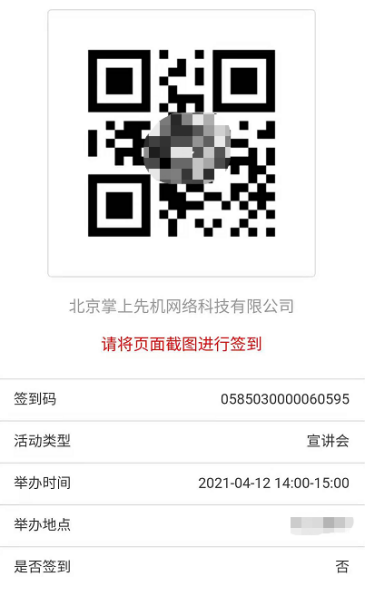 北京掌上先机网络科技有限公司
请将页面截图进行签到
签到码 0585030000060595
活动类型 宣讲会
举办时间 2021-04-12 14:00-15:00
举办地点
是否签到 否